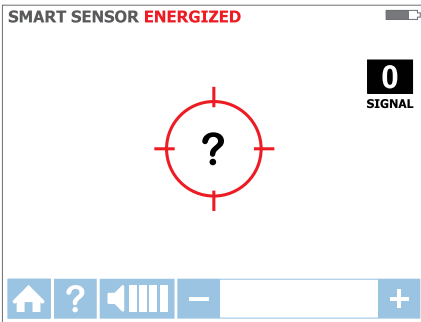 SMART SENSOR ENERGIZED
0
SIGNAL
?
?
− +